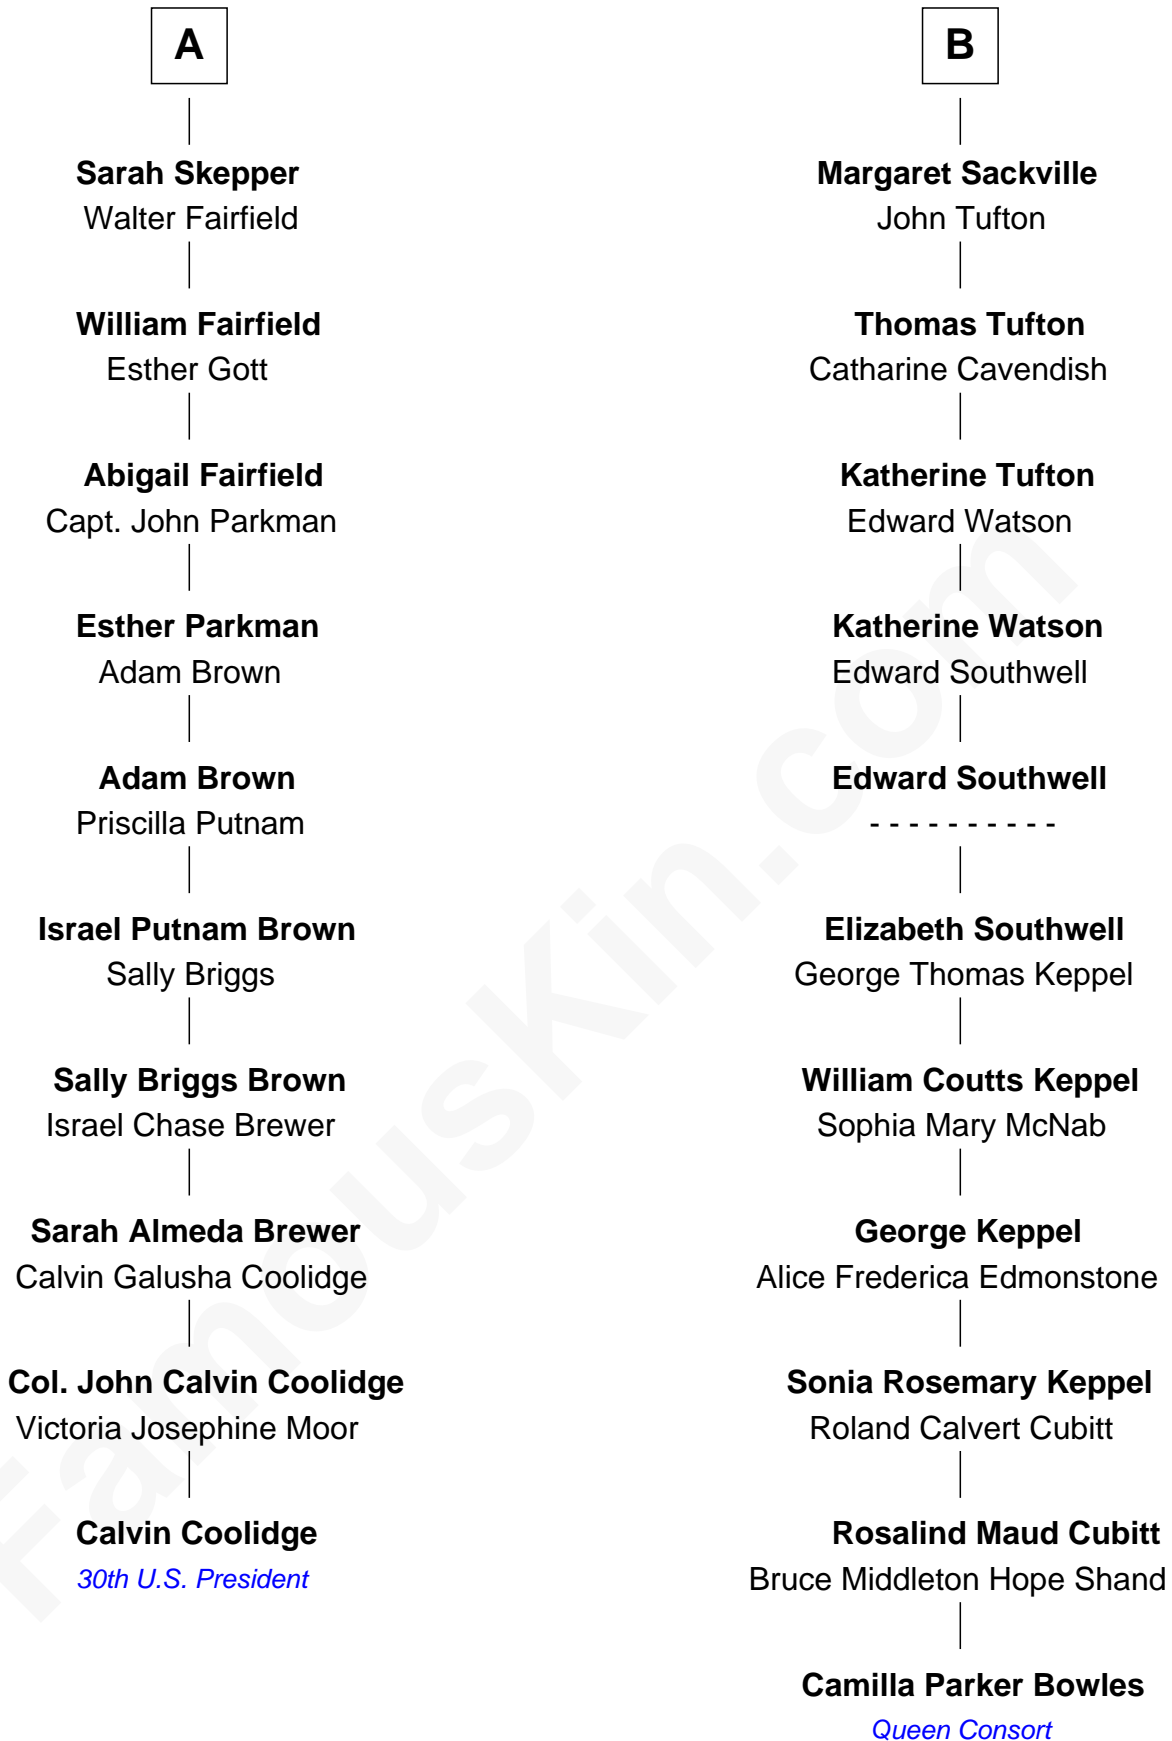 A
Sarah Skepper
Walter Fairfield
William Fairfield
Esther Gott
Abigail Fairfield
Capt. John Parkman
Esther Parkman
Adam Brown
Adam Brown
Priscilla Putnam
Israel Putnam Brown
Sally Briggs
Sally Briggs Brown
Israel Chase Brewer
Sarah Almeda Brewer
Calvin Galusha Coolidge
Col. John Calvin Coolidge
Victoria Josephine Moor
Calvin Coolidge
30th U.S. President
B
Margaret Sackville
John Tufton
Thomas Tufton
Catharine Cavendish
Katherine Tufton
Edward Watson
Katherine Watson
Edward Southwell
Edward Southwell
- - - - - - - - - -
Elizabeth Southwell
George Thomas Keppel
William Coutts Keppel
Sophia Mary McNab
George Keppel
Alice Frederica Edmonstone
Sonia Rosemary Keppel
Roland Calvert Cubitt
Rosalind Maud Cubitt
Bruce Middleton Hope Shand
Camilla Parker Bowles
Queen Consort
FamousKin.com